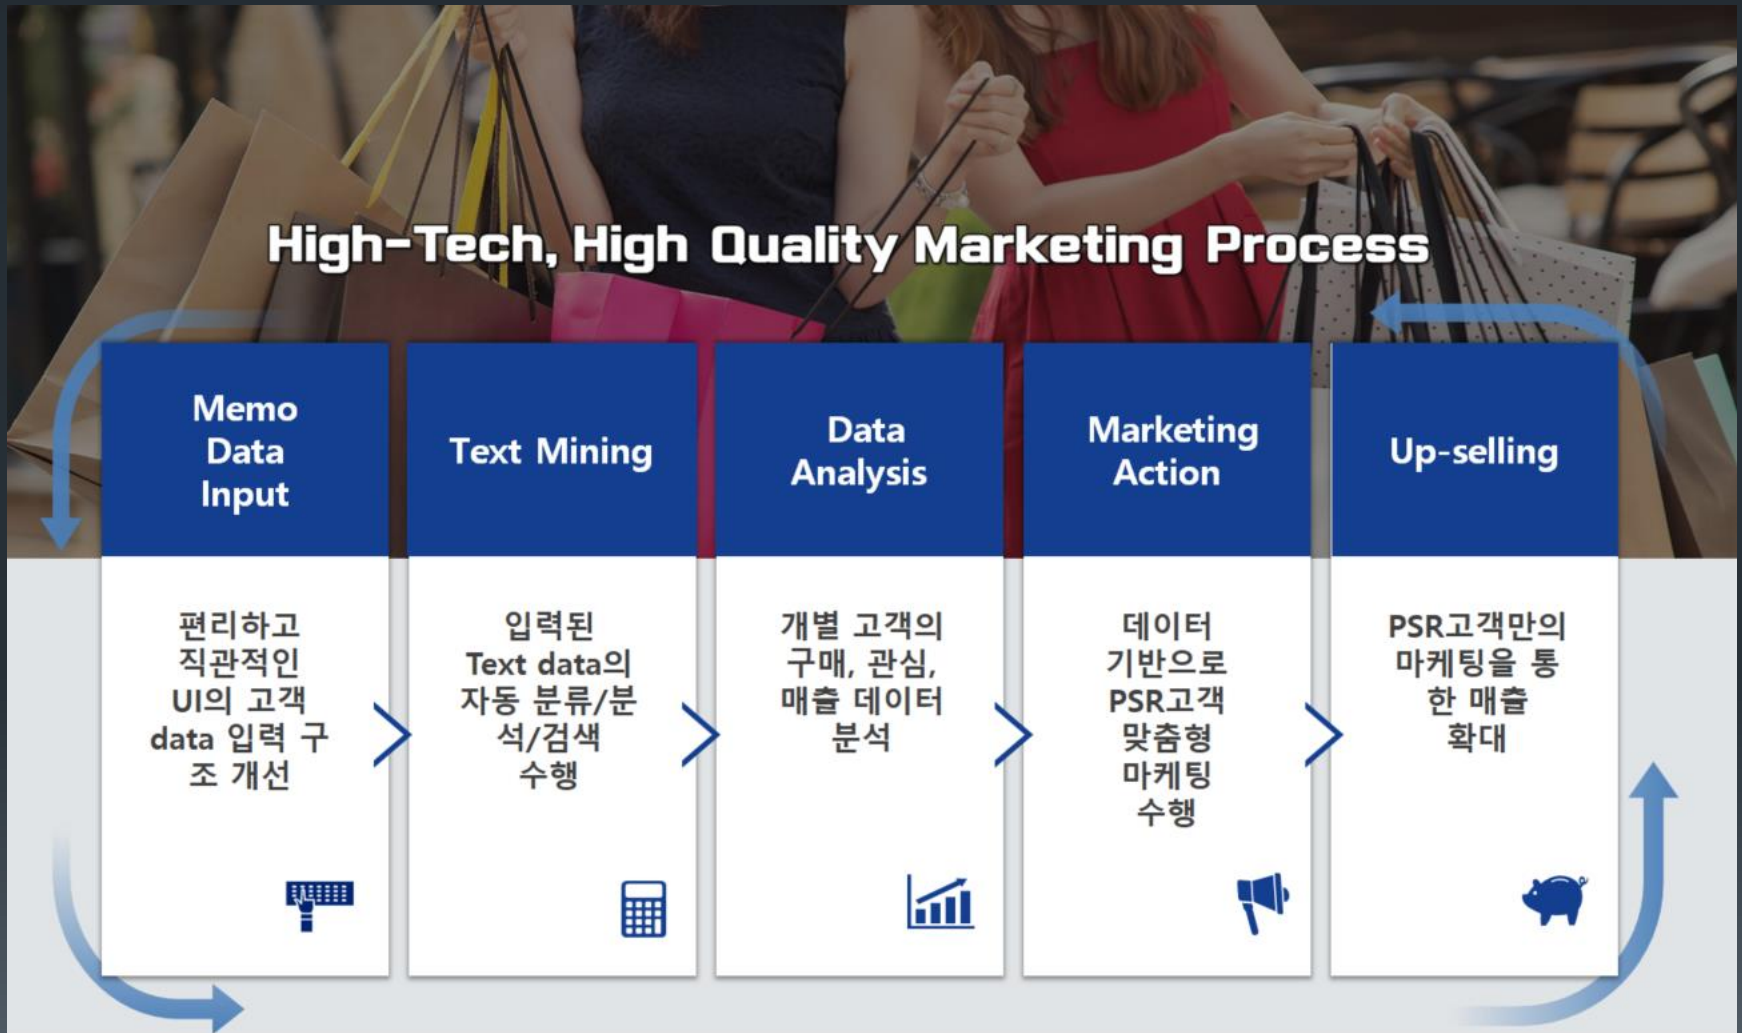 High-Tech, High Quality Marketing Process
Memo
Data
Input
편리하고
직관적인
UI의 고객
data 입력 구
조 개선
Text Mining
입력된
Text data의
자동 분류/분
석/검색
수행
Data
Analysis
개별 고객의
구매, 관심,
매출 데이터
분석
Marketing
Action
데이터
기반으로
PSR고객
맞춤형
마케팅
수행
Up-selling
PSR고객만의
마케팅을 통
한 매출
확대